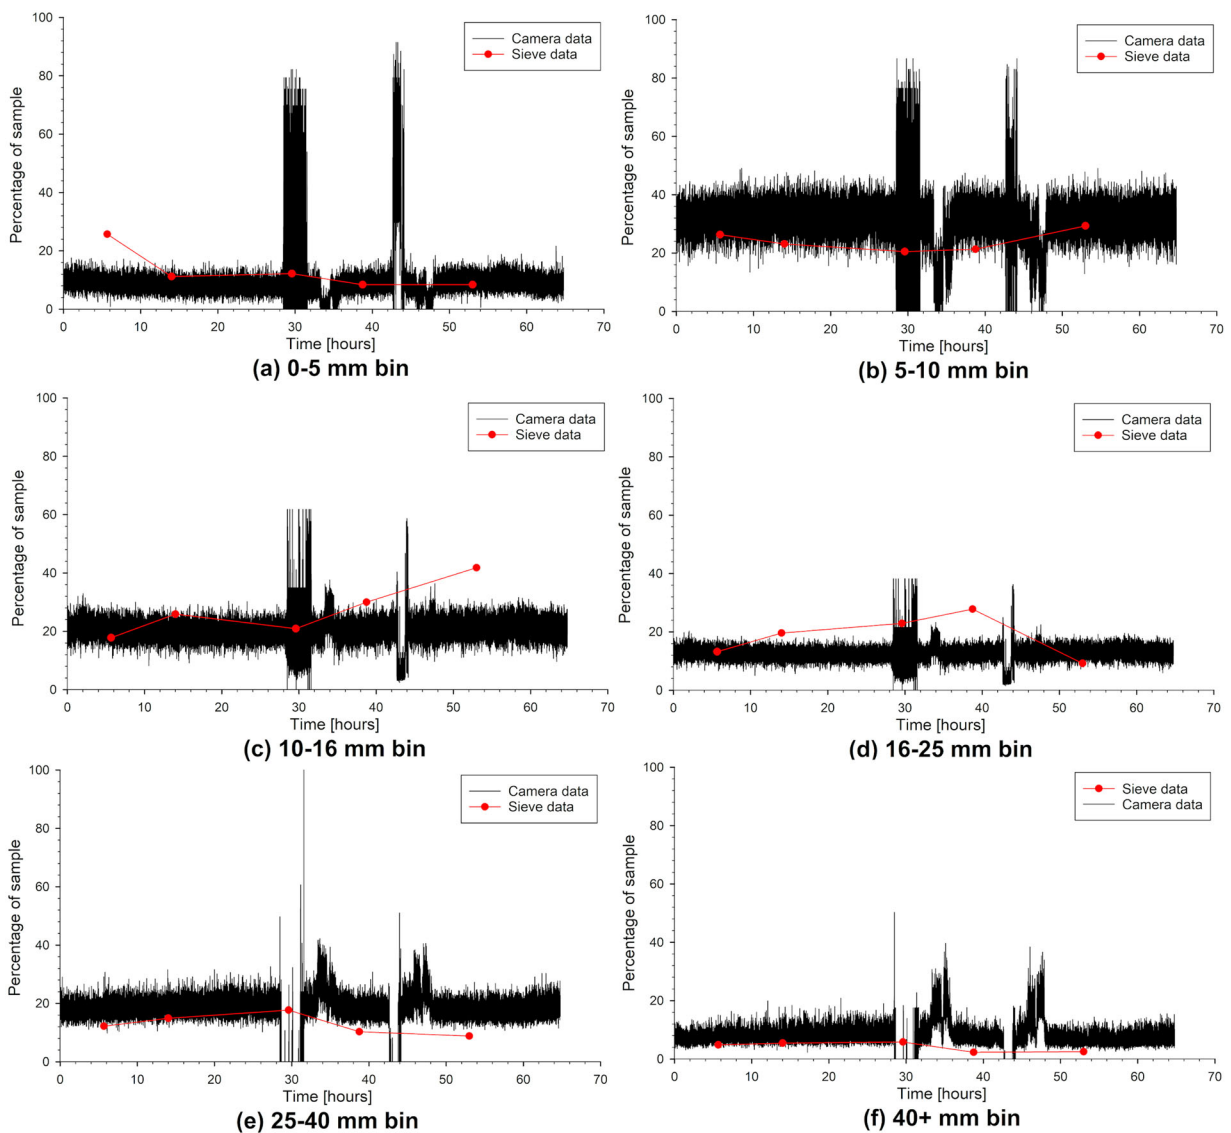 100
80
60
40
20
0
Percentage of sample
Camera data
Sieve data
0 10 20 30 40 50 60 70
Time [hours]
(a) 0-5 mm bin
100
80
60
40
20
0
Percentage of sample
Camera data
Sieve data
0 10 20 30 40 50 60 70
Time [hours]
(b) 5-10 mm bin
100
80
60
40
20
0
Percentage of sample
Camera data
Sieve data
0 10 20 30 40 50 60 70
Time [hours]
(c) 10-16 mm bin
100
80
60
40
20
0
Percentage of sample
Camera data
Sieve data
0 10 20 30 40 50 60 70
Time [hours]
(d) 16-25 mm bin
100
80
60
40
20
0
Percentage of sample
Camera data
Sieve data
0 10 20 30 40 50 60 70
Time [hours]
(e) 25-40 mm bin
100
80
60
40
20
0
Percentage of sample
Sieve data
Camera data
0 10 20 30 40 50 60 70
Time [hours]
(f) 40+ mm bin